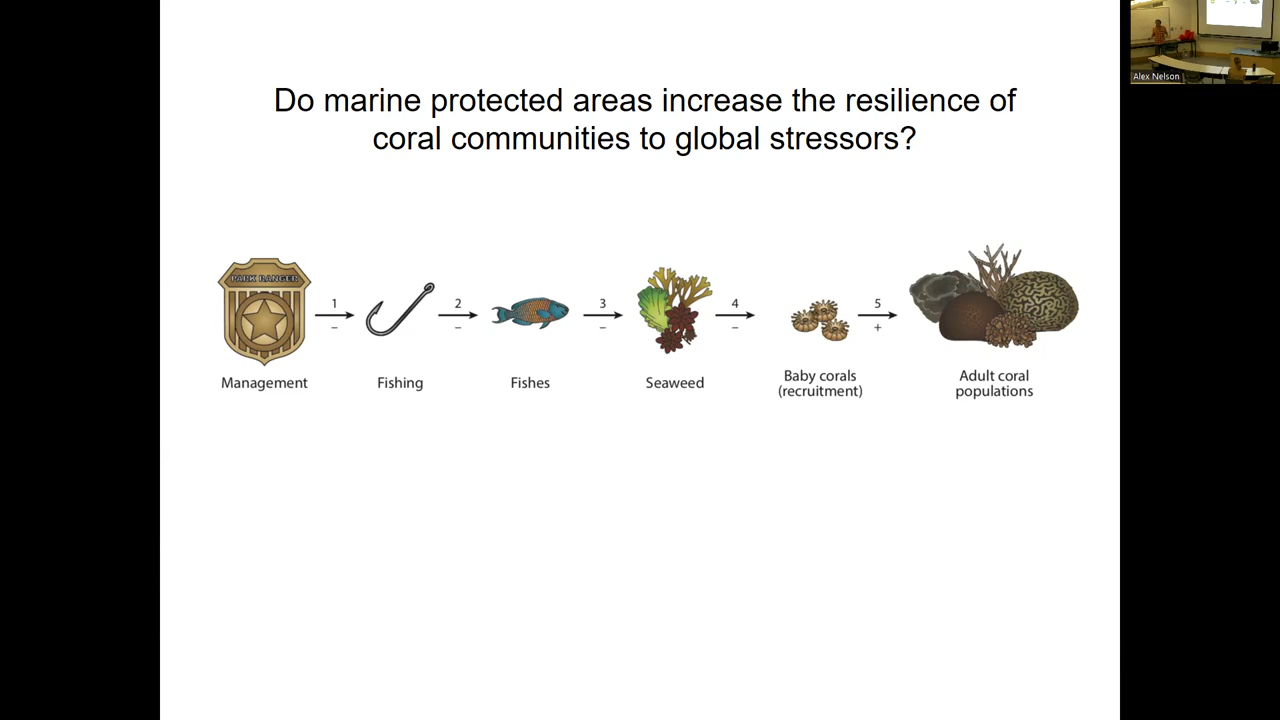 Alex Nelson
Do marine protected areas increase the resilience of
coral communities to global stressors?
PARK RANGER
1
–
2
–
3
–
4
–
5
+
Management
Fishing
Fishes
Seaweed
Baby corals
(recruitment)
Adult coral
populations